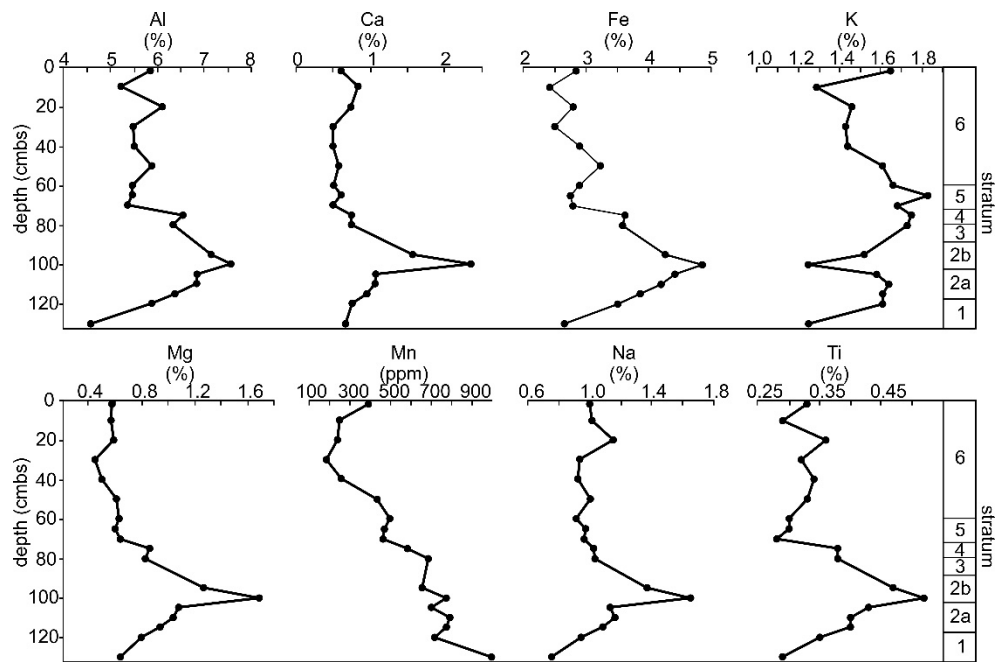 Al Ca Fe K
(%) (%) (%) (%)
4 5 6 7 8 0 1 2 2 3 4 5 1.0 1.2 1.4 1.6 1.8
0
20
40
60
80
100
120
depth (cmbs)
6
5
4
3
2b
2a
1
stratum
Mg Mn Na Ti
(%) (ppm) (%) (%)
0.4 0.8 1.2 1.6 100 300 500 700 900 0.6 1.0 1.4 1.8 0.25 0.35 0.45
0
20
40
60
80
100
120
depth (cmbs)
6
5
4
3
2b
2a
1
stratum